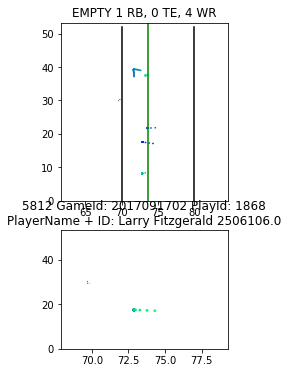 EMPTY 1 RB, 0 TE, 4 WR
50
40
30
20
10
0
65 70 75 80
5812 GameId: 2017091702 PlayId: 1868
PlayerName + ID: Larry Fitzgerald 2506106.0
40
20
0
70.0 72.5 75.0 77.5